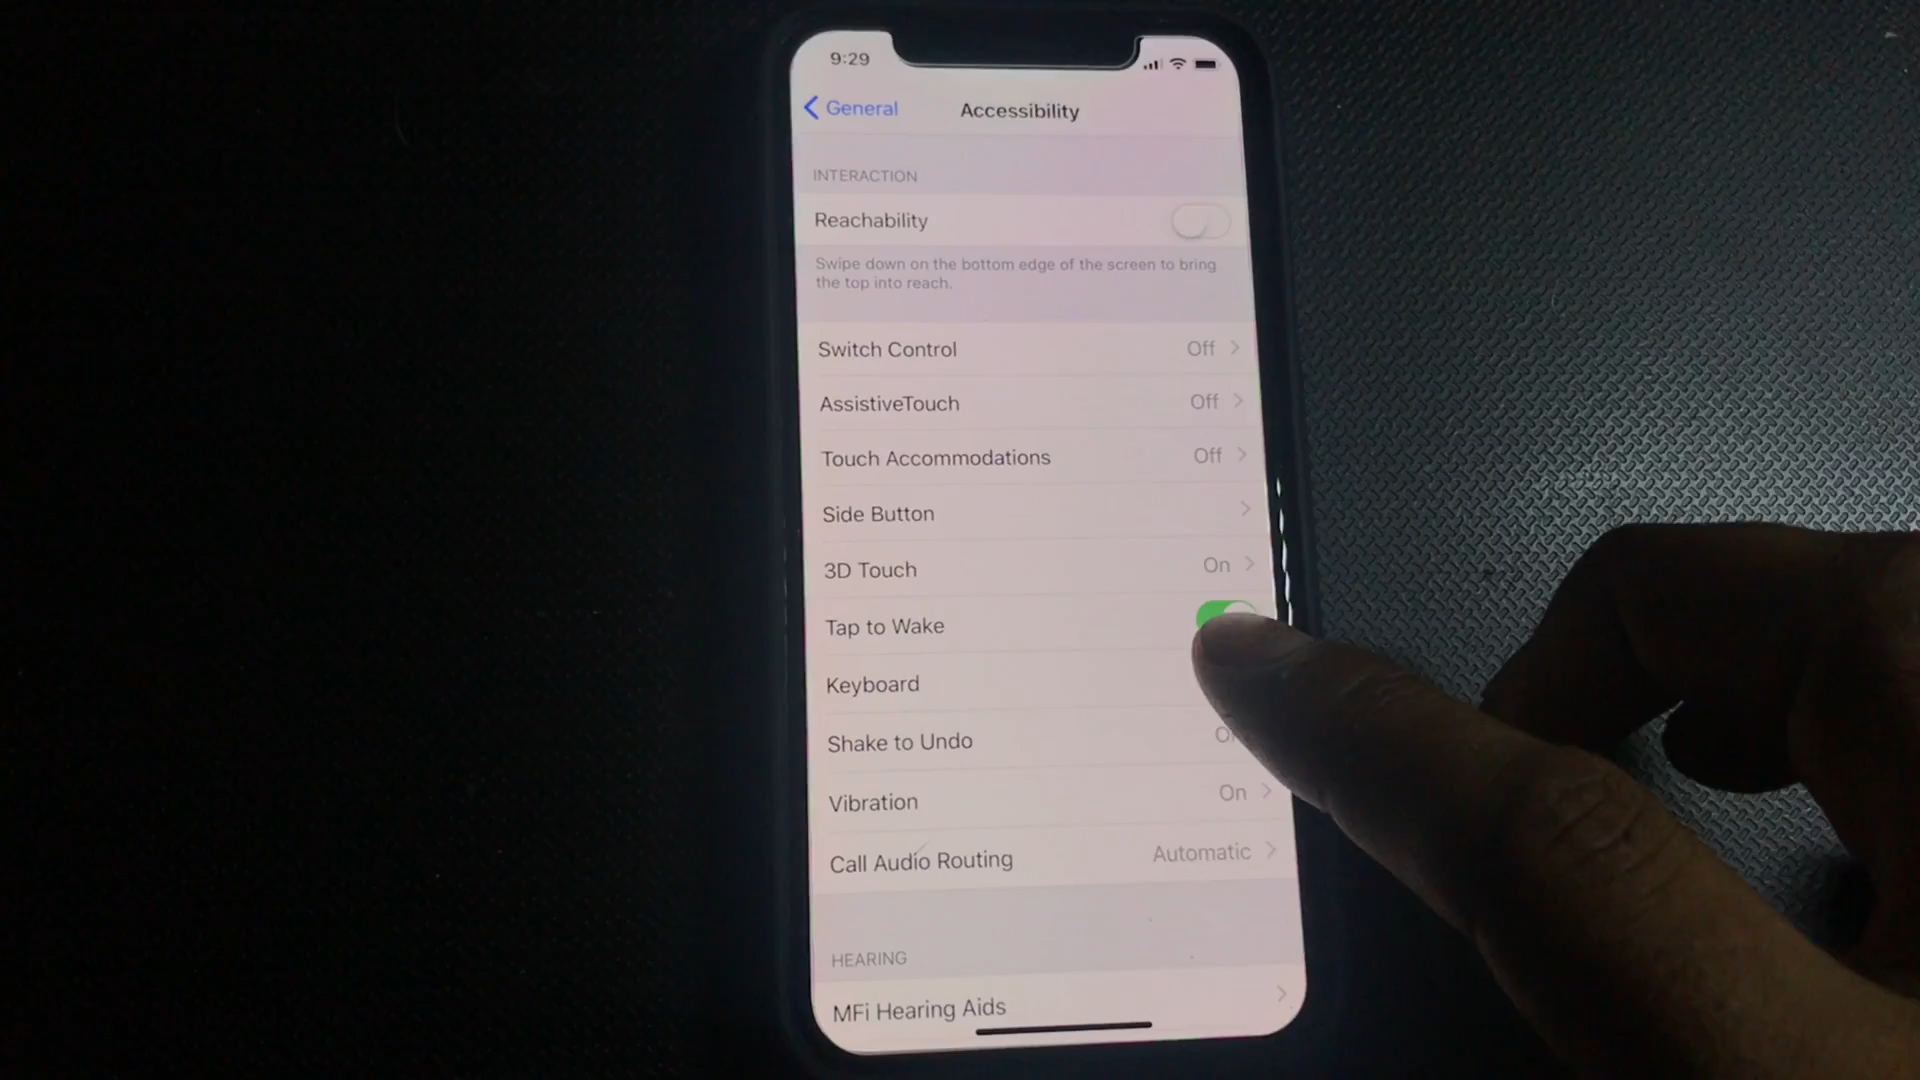 9:29
General
Accessibility
INTERACTION
Reachability
Swipe down on the bottom edge of the screen to bring
the top into reach.
Switch Control Off
AssistiveTouch Off
Touch Accommodations Off
Side Button
3D Touch On
Tap to Wake
Keyboard
Shake to Undo
Vibration On
Call Audio Routing Automatic
HEARING
MFi Hearing Aids